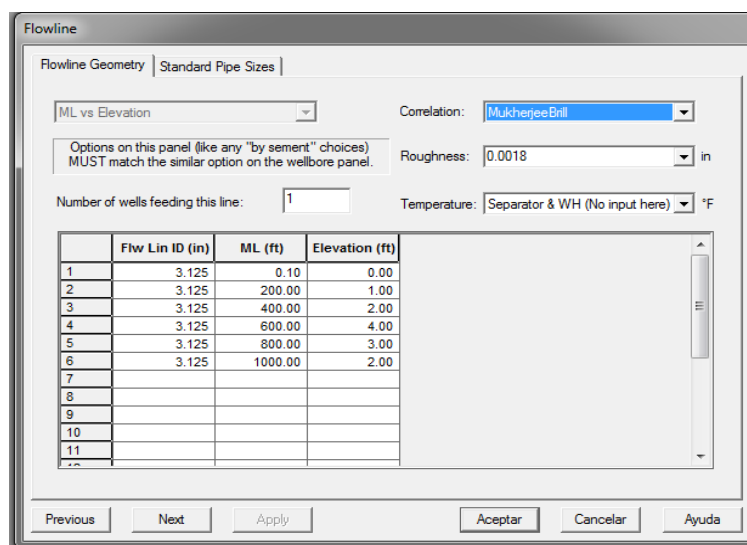 Flowline
Flowline Geometry Standard Pipe Sizes
ML vs Elevation
Correlation: MukherjeeBrill
Options on this panel (like any "by sement" choices)
MUST match the similar option on the wellbore panel.
Roughness: 0.0018 in
Number of wells feeding this line: 1
Temperature: Separator & WH (No input here) °F
Flw Lin ID (in) ML (ft) Elevation (ft)
1 3.125 0.10 0.00
2 3.125 200.00 1.00
3 3.125 400.00 2.00
4 3.125 600.00 4.00
5 3.125 800.00 3.00
6 3.125 1000.00 2.00
7
8
9
10
11
Previous Next Apply Aceptar Cancelar Ayuda